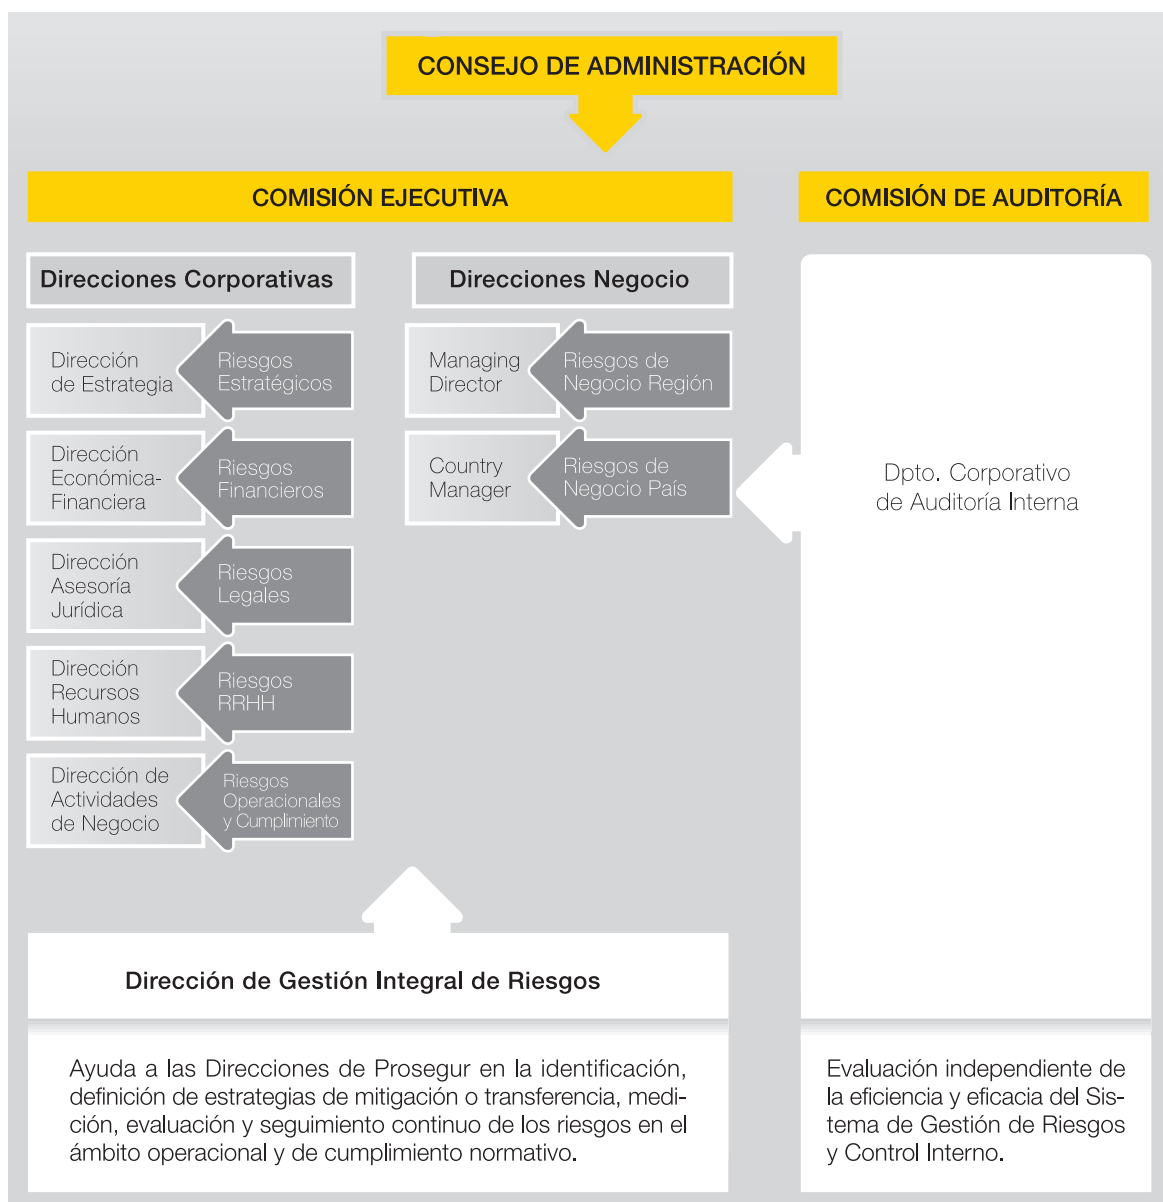 CONSEJO DE ADMINISTRACIÓN
COMISIÓN EJECUTIVA
Direcciones Corporativas
Dirección
de Estrategia
Riesgos
Estratégicos
Dirección
Económica-
Financiera
Riesgos
Financieros
Dirección
Asesoría
Jurídica
Riesgos
Legales
Dirección
Recursos
Humanos
Riesgos
RRHH
Dirección de
Actividades
de Negocio
Riesgos
Operacionales
y Cumplimiento
Direcciones Negocio
Managing
Director
Riesgos de
Negocio Región
Country
Manager
Riesgos de
Negocio País
Dirección de Gestión Integral de Riesgos
Ayuda a las Direcciones de Prosegur en la identificación,
definición de estrategias de mitigación o transferencia, medi-
ción, evaluación y seguimiento continuo de los riesgos en el
ámbito operacional y de cumplimiento normativo.
COMISIÓN DE AUDITORÍA
Dpto. Corporativo
de Auditoría Interna
Evaluación independiente de
la eficiencia y eficacia del Sis-
tema de Gestión de Riesgos
y Control Interno.